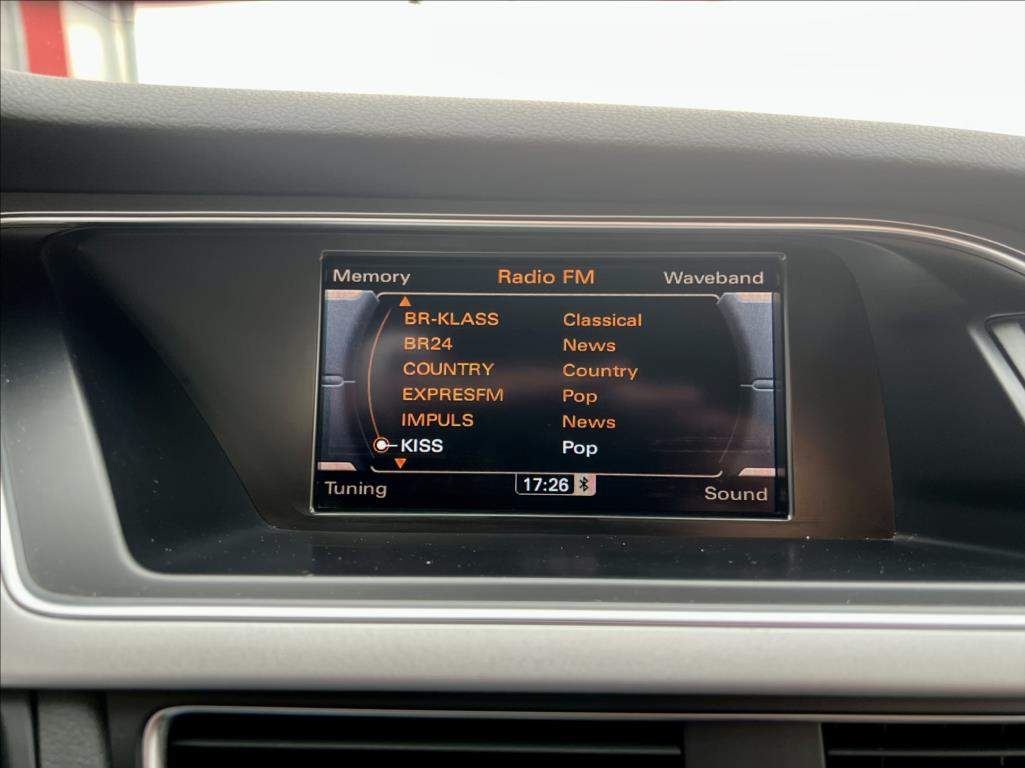 Memory Radio FM Waveband
BR-KLASS Classical
BR24 News
COUNTRY Country
EXPRESFM Pop
IMPULS News
KISS Pop
Tuning 17:26 Sound